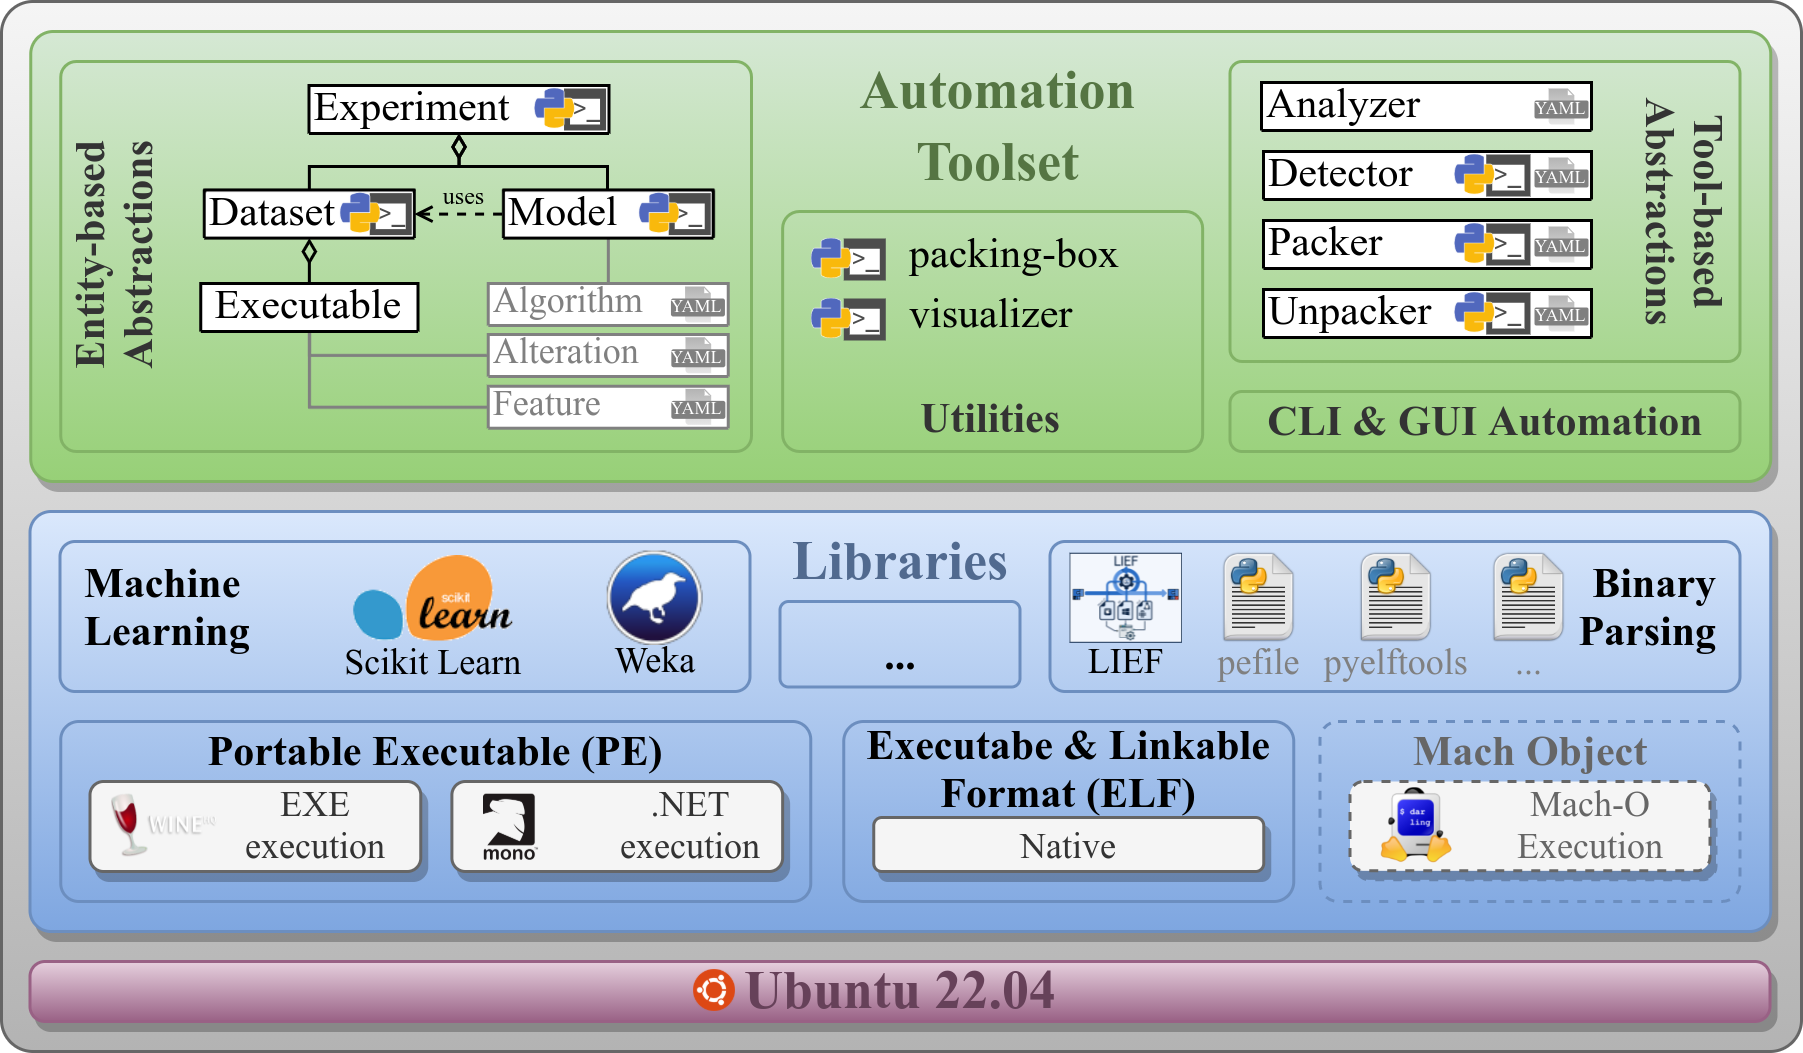 Automation
Toolset
Entity-based
Abstractions
Experiment >_
Dataset >_
uses
Model >_
Executable
Algorithm YAML
Alteration YAML
Feature YAML
>_ packing-box
>_ visualizer
Utilities
Analyzer YAML
Detector >_ YAML
Packer >_ YAML
Unpacker >_ YAML
Tool-based
Abstractions
CLI & GUI Automation
Libraries
Machine
Learning
scikit
learn
Scikit Learn
Weka
...
LIEF
LIEF
pefile
pyelftools
...
Binary
Parsing
Portable Executable (PE)
WINE HQ
EXE
execution
mono
.NET
execution
Executabe & Linkable
Format (ELF)
Native
Mach Object
$ dar
ling
Mach-O
Execution
Ubuntu 22.04